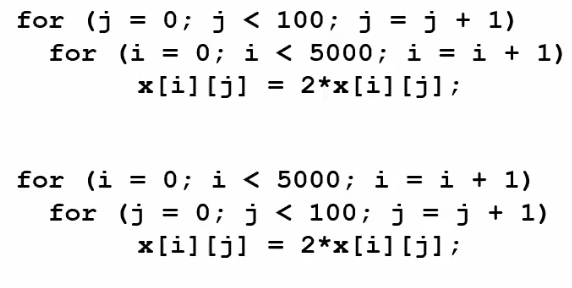 for (j = 0; j < 100; j = j + 1)
for (i = 0; i < 5000; i = i + 1)
x[i][j] = 2*x[i][j];
for (i = 0; i < 5000; i = i + 1)
for (j = 0; j < 100; j = j + 1)
x[i][j] = 2*x[i][j];